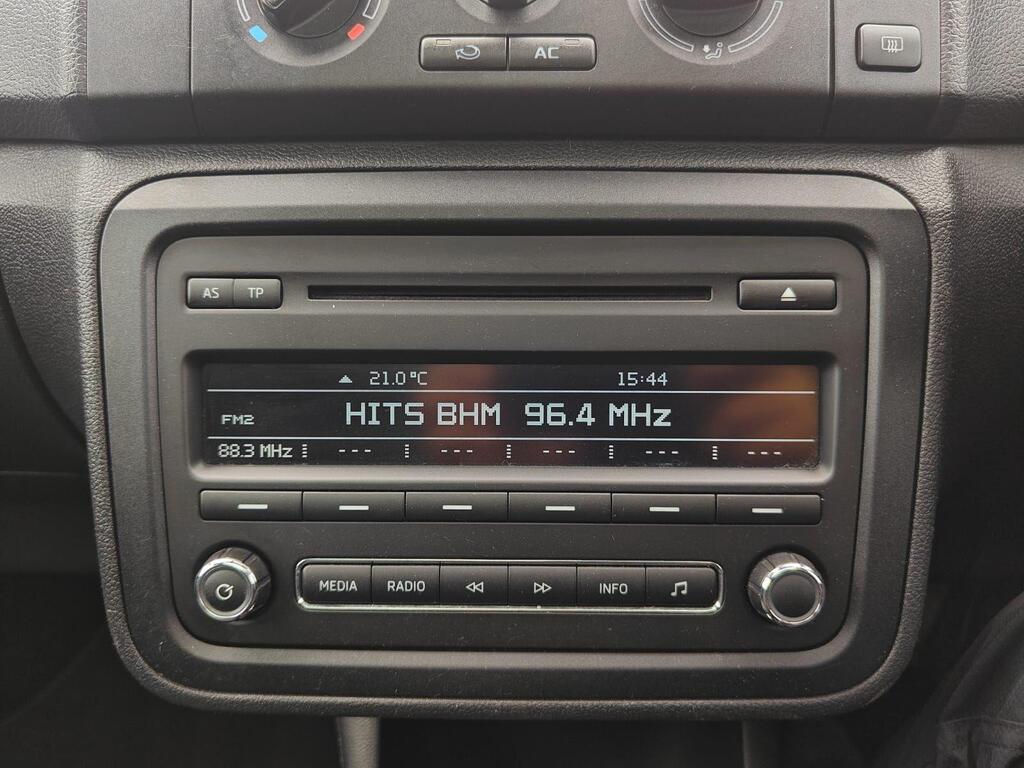 AC
AS TP
21.0°C 15:44
FM2 HITS BHM 96.4 MHz
88.3 MHz --- --- --- --- ---
MEDIA RADIO INFO